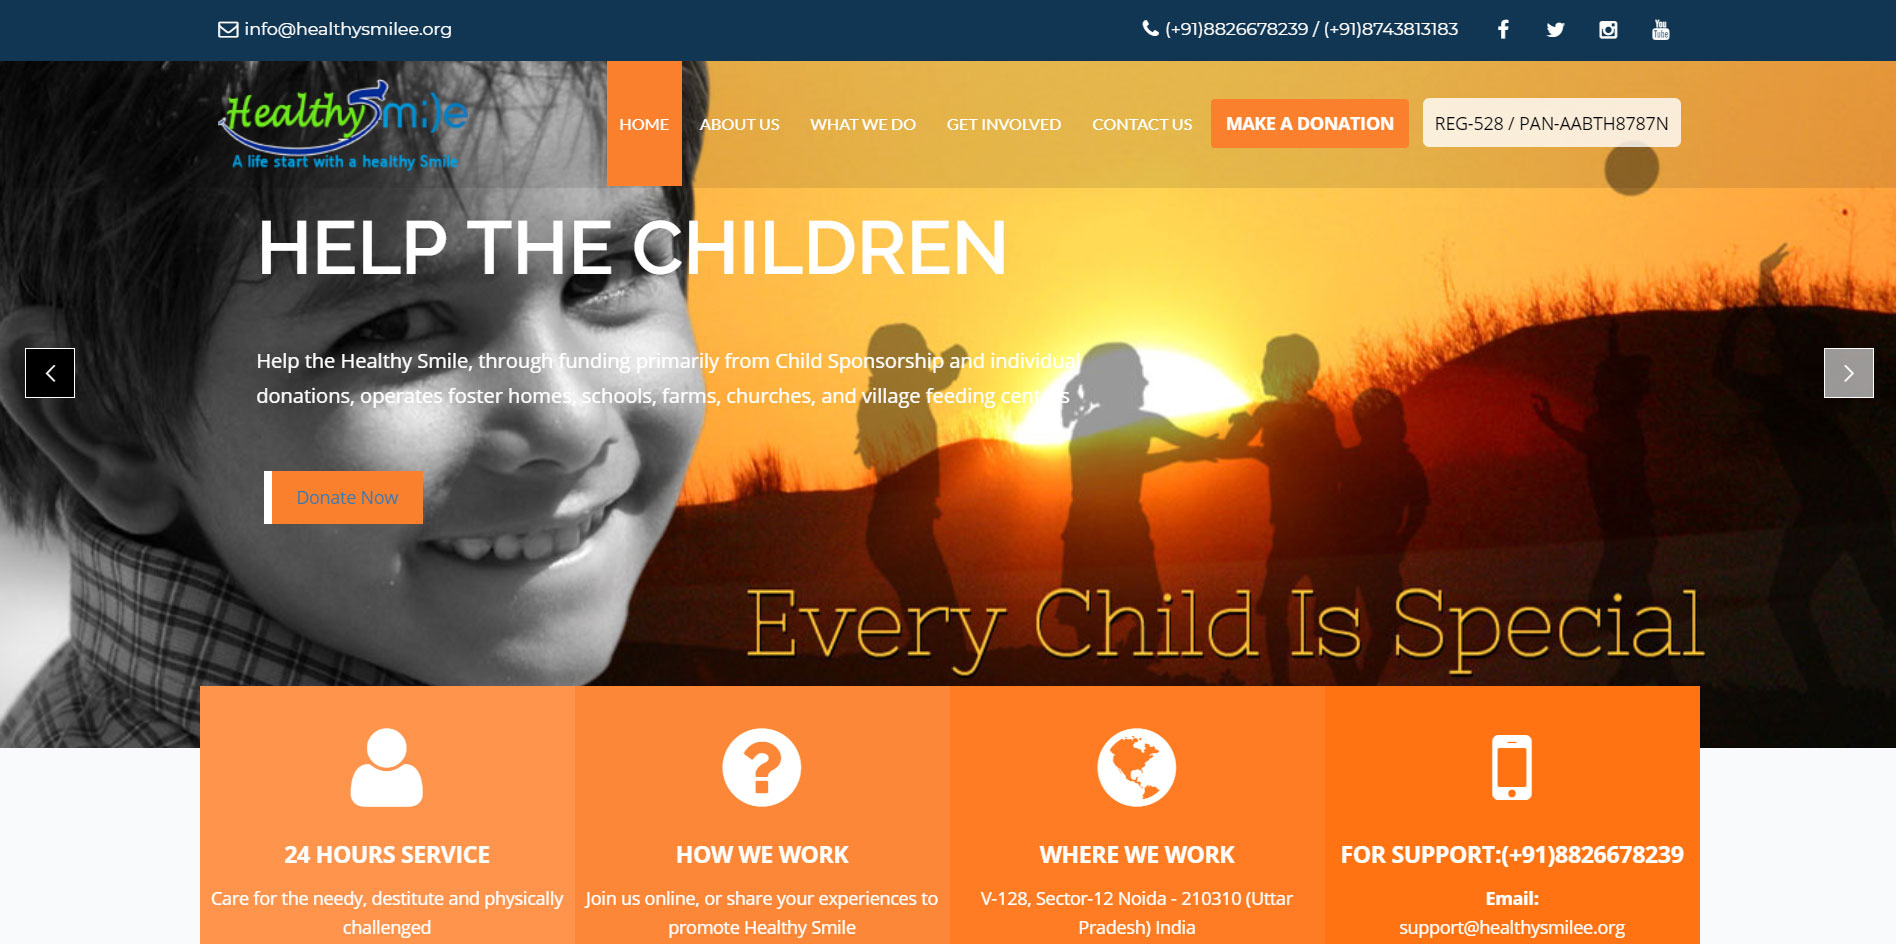 info@healthysmilee.org
(+91)8826678239 / (+91)8743813183
You
Tube
Healthy Smile
A life start with a healthy Smile
HOME
ABOUT US
WHAT WE DO
GET INVOLVED
CONTACT US
MAKE A DONATION
REG-528 / PAN-AABTH8787N
HELP THE CHILDREN
Help the Healthy Smile, through funding primarily from Child Sponsorship and individual
donations, operates foster homes, schools, farms, churches, and village feeding centers
Donate Now
Every Child Is Special
24 HOURS SERVICE
Care for the needy, destitute and physically
challenged
HOW WE WORK
Join us online, or share your experiences to
promote Healthy Smile
WHERE WE WORK
V-128, Sector-12 Noida - 210310 (Uttar
Pradesh) India
FOR SUPPORT:(+91)8826678239
Email:
support@healthysmilee.org